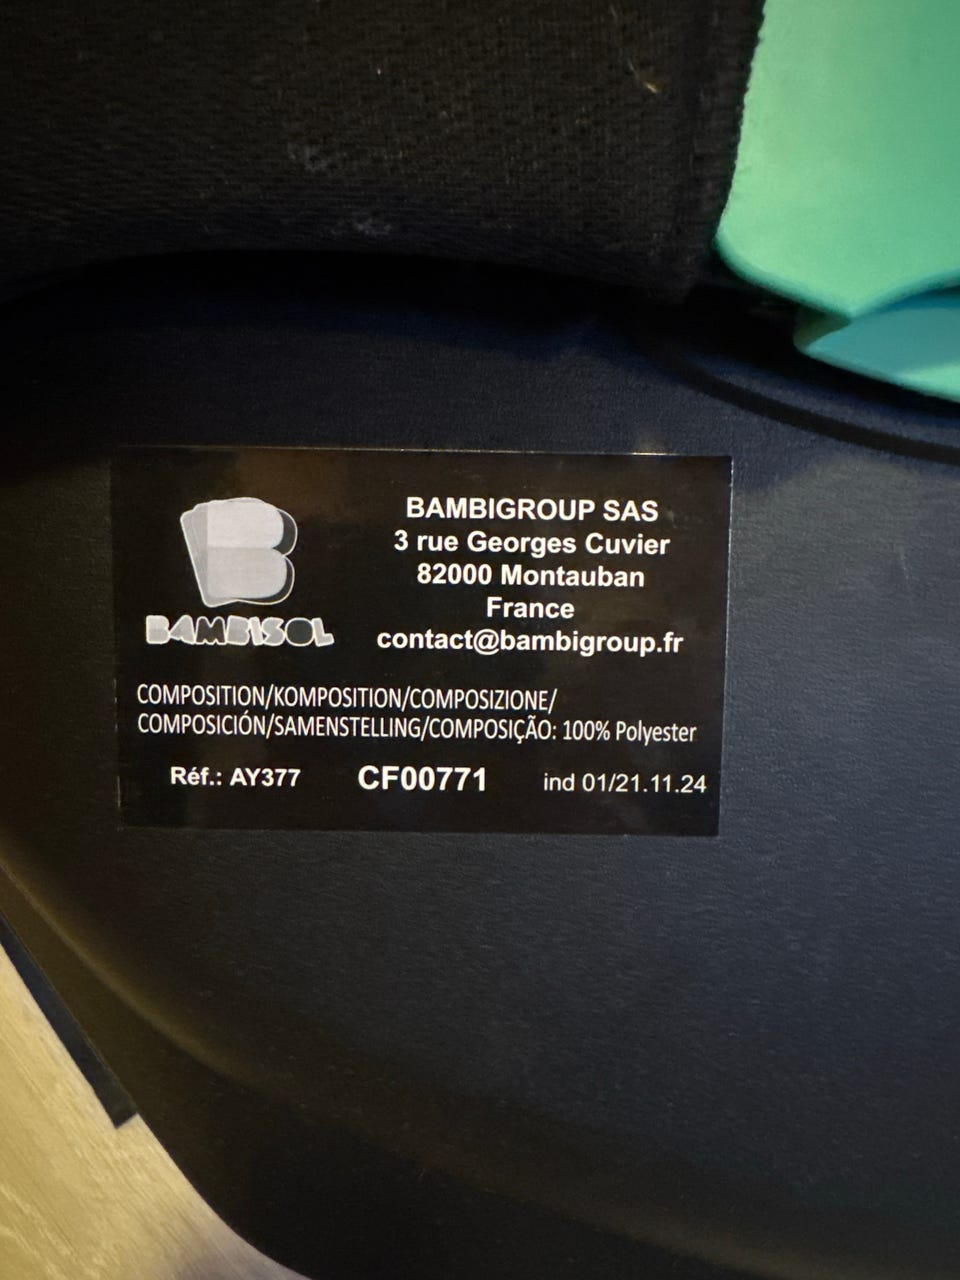 B
BAMBISOL
BAMBIGROUP SAS
3 rue Georges Cuvier
82000 Montauban
France
contact@bambigroup.fr
COMPOSITION/KOMPOSITION/COMPOSIZIONE/
COMPOSICIÓN/SAMENSTELLING/COMPOSIÇÃO: 100% Polyester
Réf.: AY377 CF00771 ind 01/21.11.24